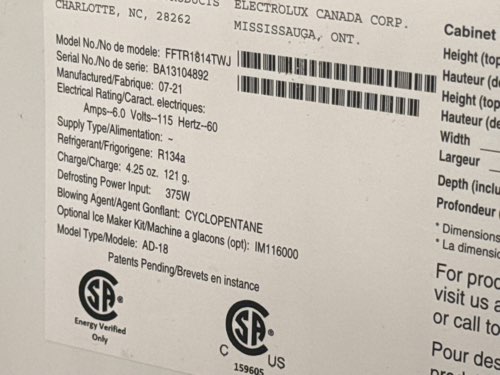 PRODUCTS
CHARLOTTE, NC, 28262
ELECTROLUX CANADA CORP.
MISSISSAUGA, ONT.
Model No./No de modele: FFTR1814TWJ
Serial No./No de serie: BA13104892
Manufactured/Fabrique: 07-21
Electrical Rating/Caract. electriques:
Amps--6.0 Volts--115 Hertz--60
Supply Type/Alimentation: –
Refrigerant/Frigorigene: R134a
Charge/Charge: 4.25 oz. 121 g.
Defrosting Power Input: 375W
Blowing Agent/Agent Gonflant: CYCLOPENTANE
Optional Ice Maker Kit/Machine a glacons (opt): IM116000
Model Type/Modele: AD-18
Patents Pending/Brevets en instance
SA ®
Energy Verified
Only
SA ®
C US
159605
Cabinet
Height (top
Hauteur (de
Height (top
Hauteur (de
Width
Largeur
Depth (inclu
Profondeur (
* Dimensions
* La dimensio
For prod
visit us a
or call to
Pour des